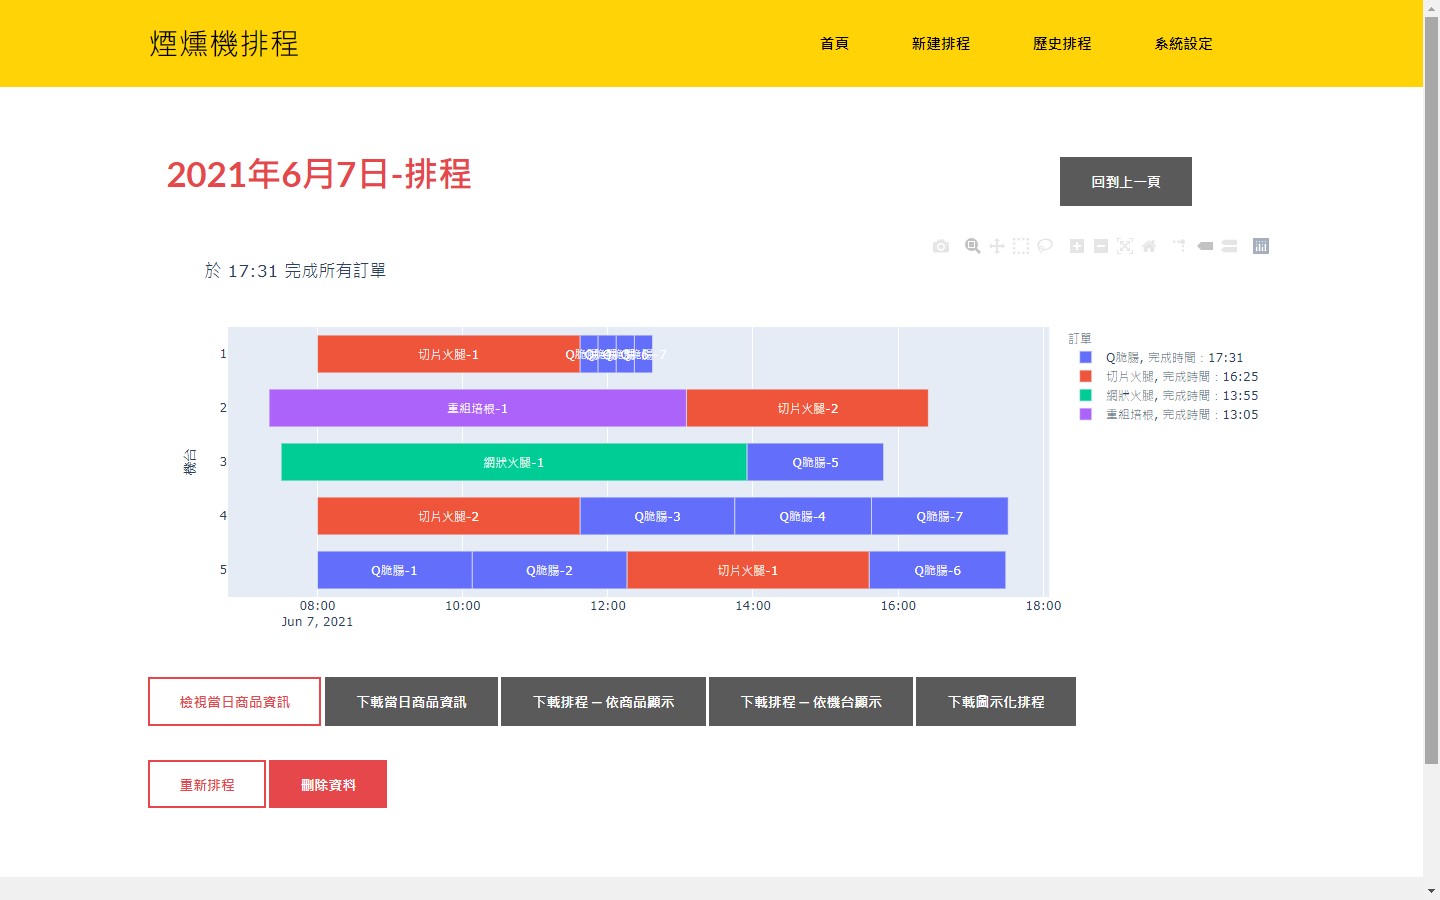 煙燻機排程
首頁
新建排程
歷史排程
系統設定
2021年6月7日-排程
回到上一頁
於 17:31 完成所有訂單
訂單
Q脆腸, 完成時間 : 17:31
切片火腿, 完成時間 : 16:25
網狀火腿, 完成時間 : 13:55
重組培根, 完成時間 : 13:05
機台
1
切片火腿-1
2
重組培根-1
切片火腿-2
3
網狀火腿-1
Q脆腸-5
4
切片火腿-2
Q脆腸-3
Q脆腸-4
Q脆腸-7
5
Q脆腸-1
Q脆腸-2
切片火腿-1
Q脆腸-6
08:00
10:00
12:00
14:00
16:00
18:00
Jun 7, 2021
檢視當日商品資訊
下載當日商品資訊
下載排程 – 依商品顯示
下載排程 – 依機台顯示
下載圖示化排程
重新排程
刪除資料